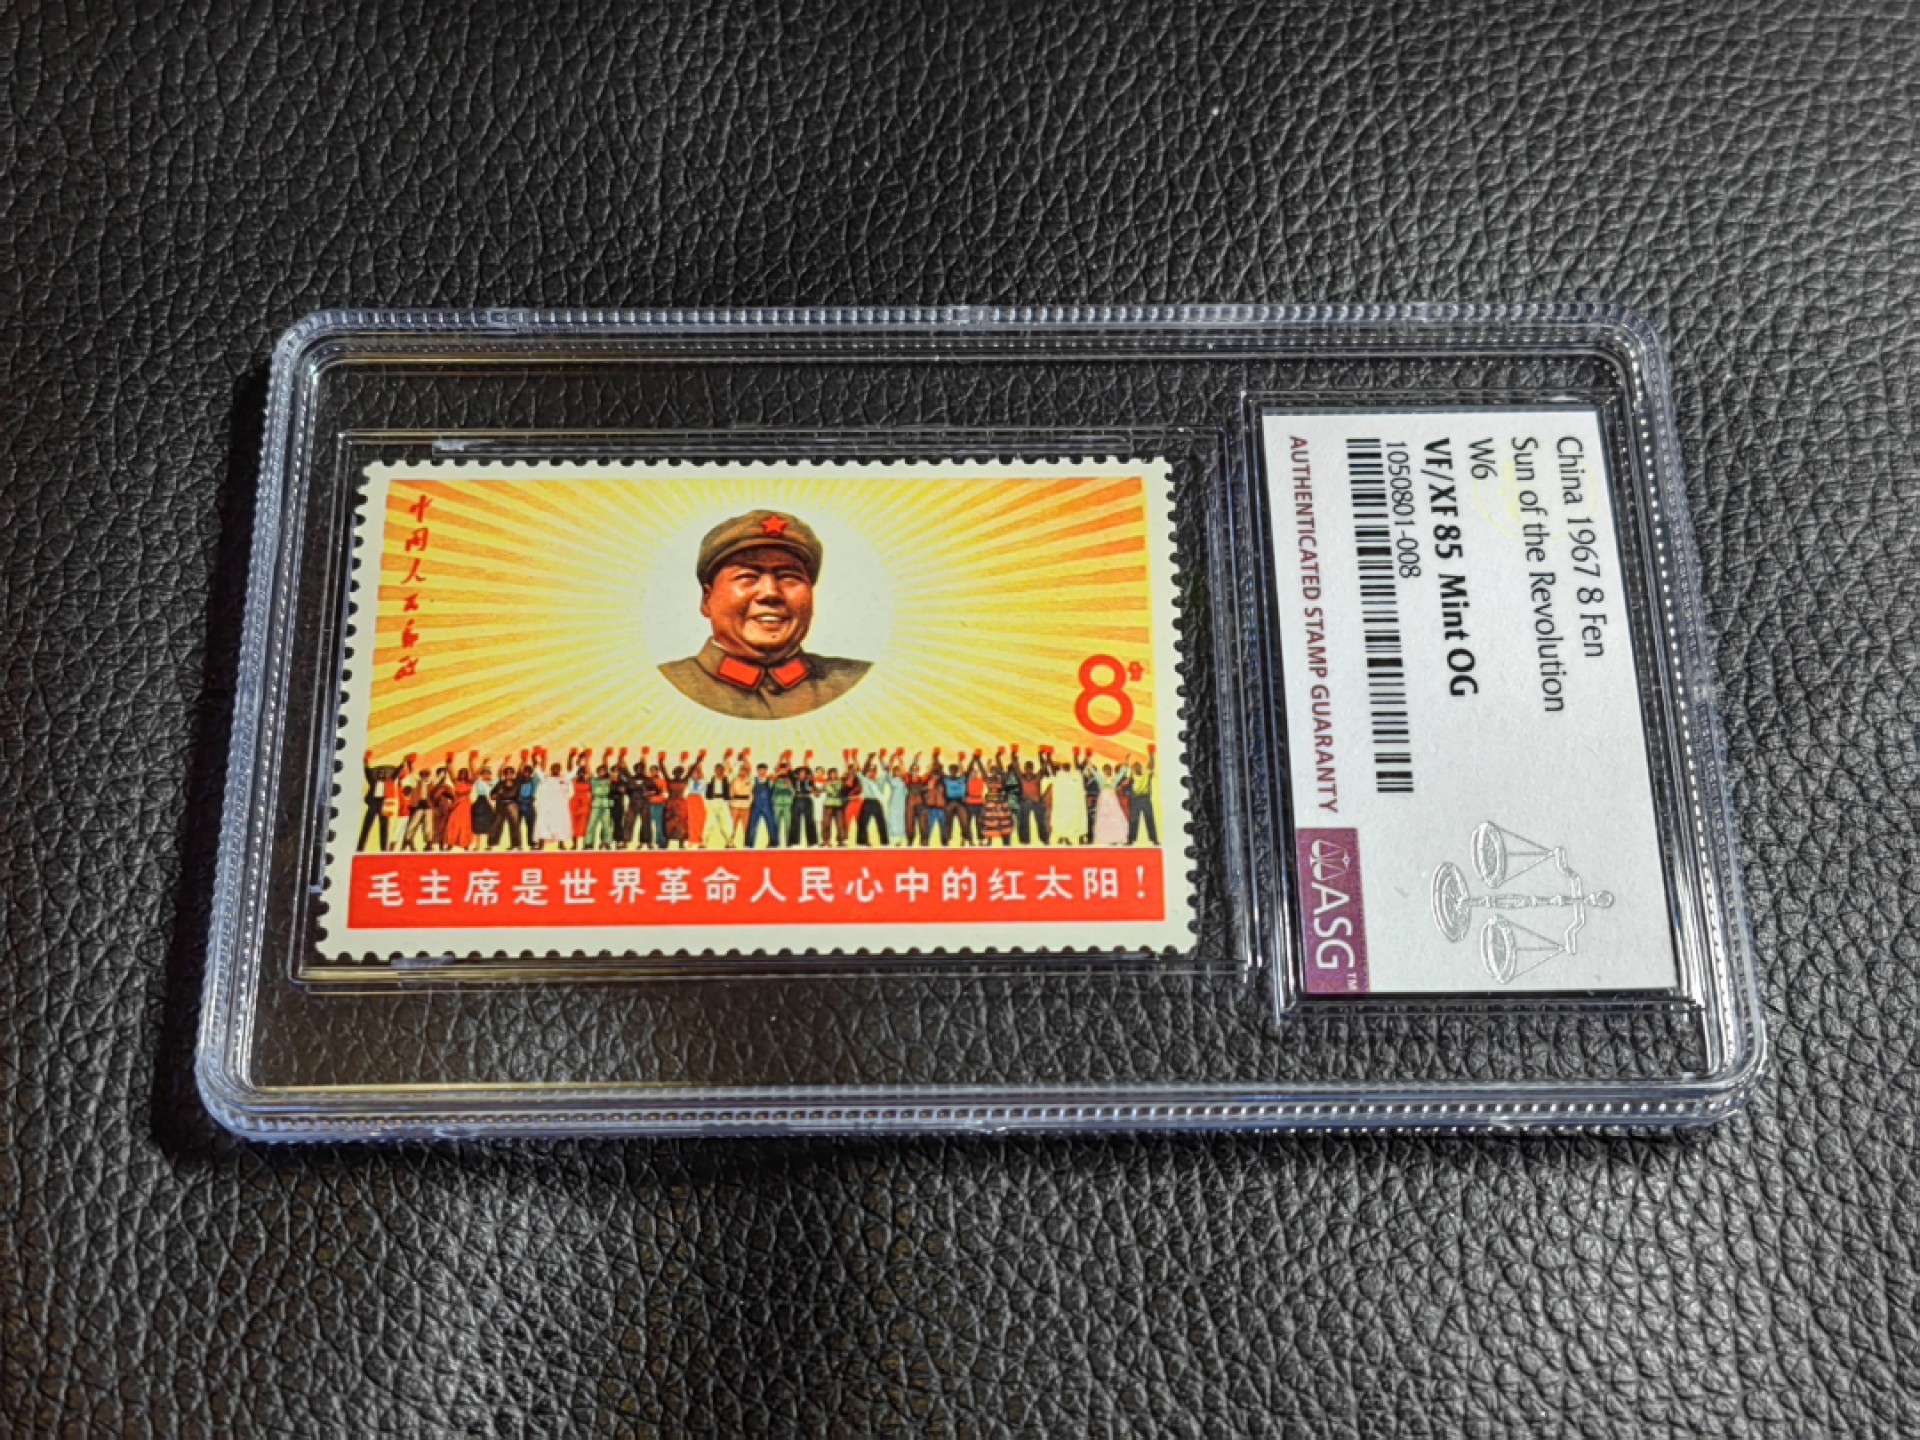 中国人民邮政
8分
毛主席是世界革命人民心中的红太阳！
China 1967 8 Fen
Sun of the Revolution
W6
VF/XF 85 Mint OG
10508801-008
AUTHENTICATED STAMP GUARANTY
ASG™